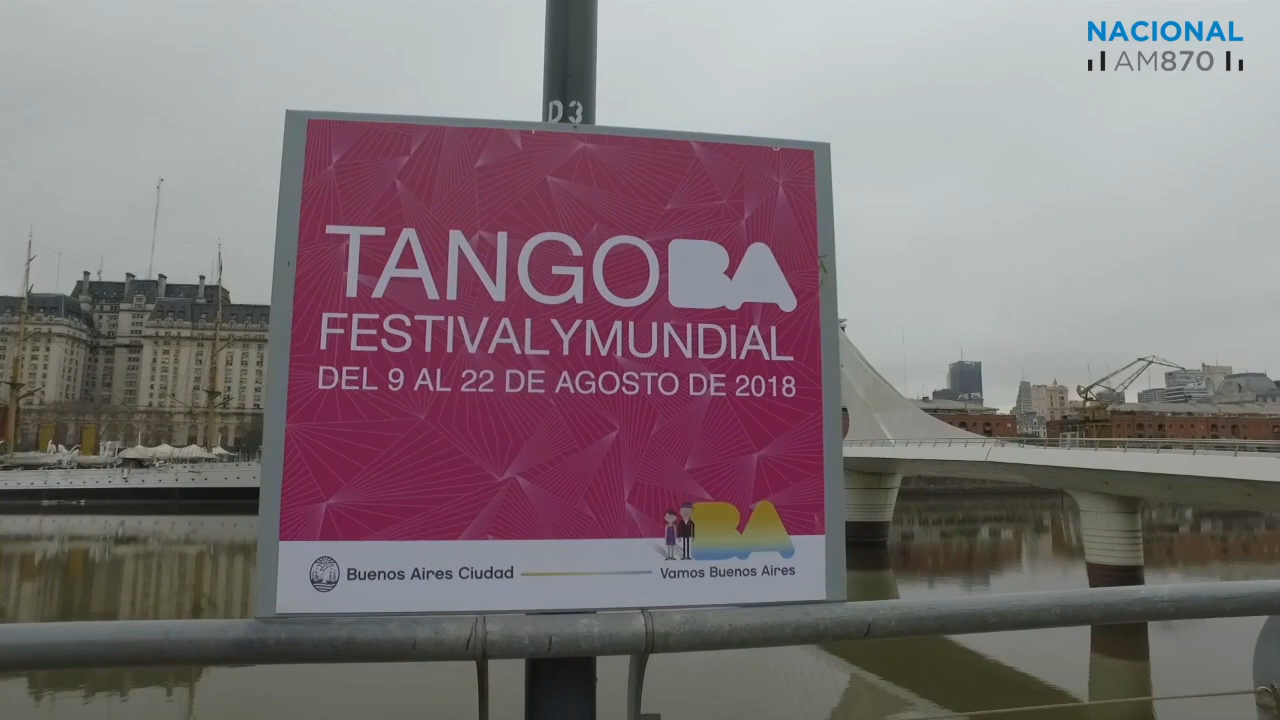 NACIONAL
AM870
D3
TANGOBA
FESTIVALYMUNDIAL
DEL 9 AL 22 DE AGOSTO DE 2018
BA
Buenos Aires Ciudad
Vamos Buenos Aires